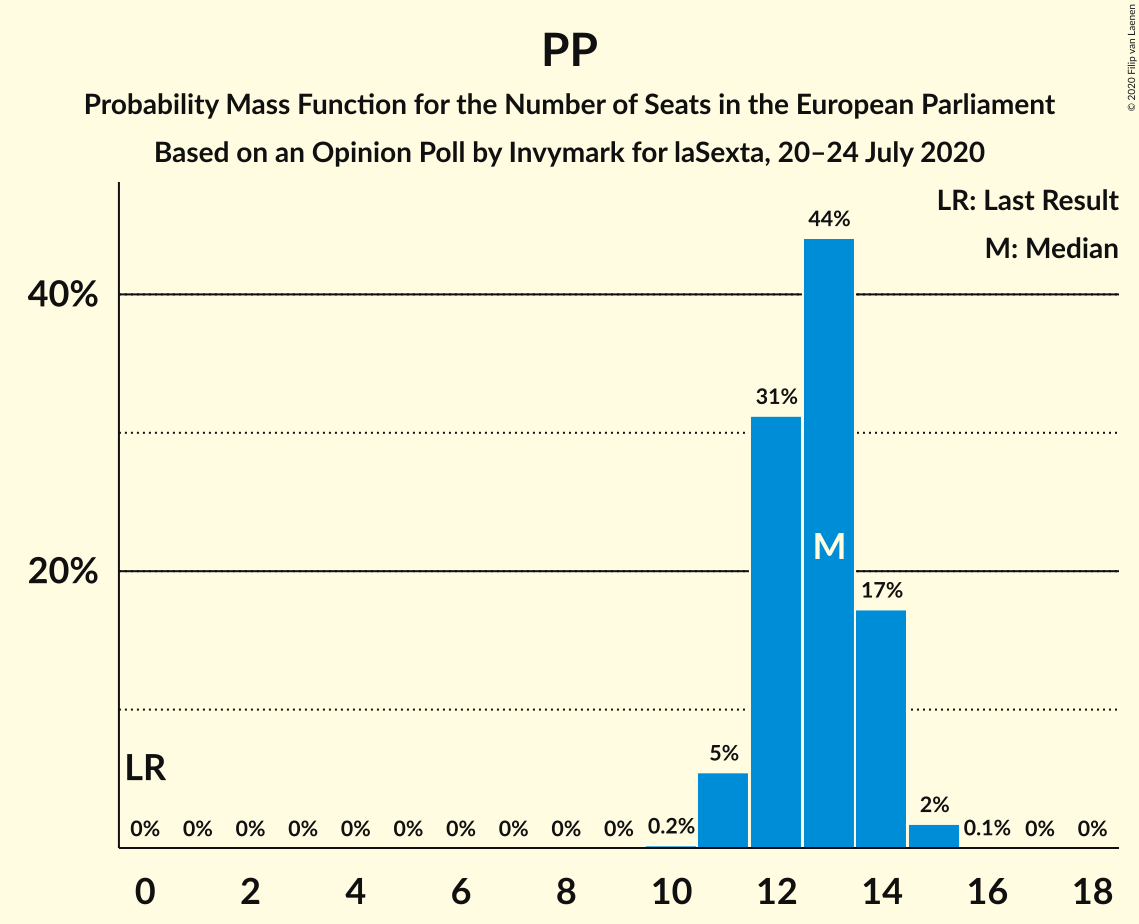 PP
Probability Mass Function for the Number of Seats in the European Parliament
Based on an Opinion Poll by Invymark for laSexta, 20–24 July 2020
© 2020 Filip van Laenen
LR: Last Result
M: Median
44%
40%
31%
M
20%
17%
5%
LR
2%
0% 0% 0% 0% 0% 0% 0% 0% 0% 0% 0.2% 0.1% 0% 0%
0 2 4 6 8 10 12 14 16 18